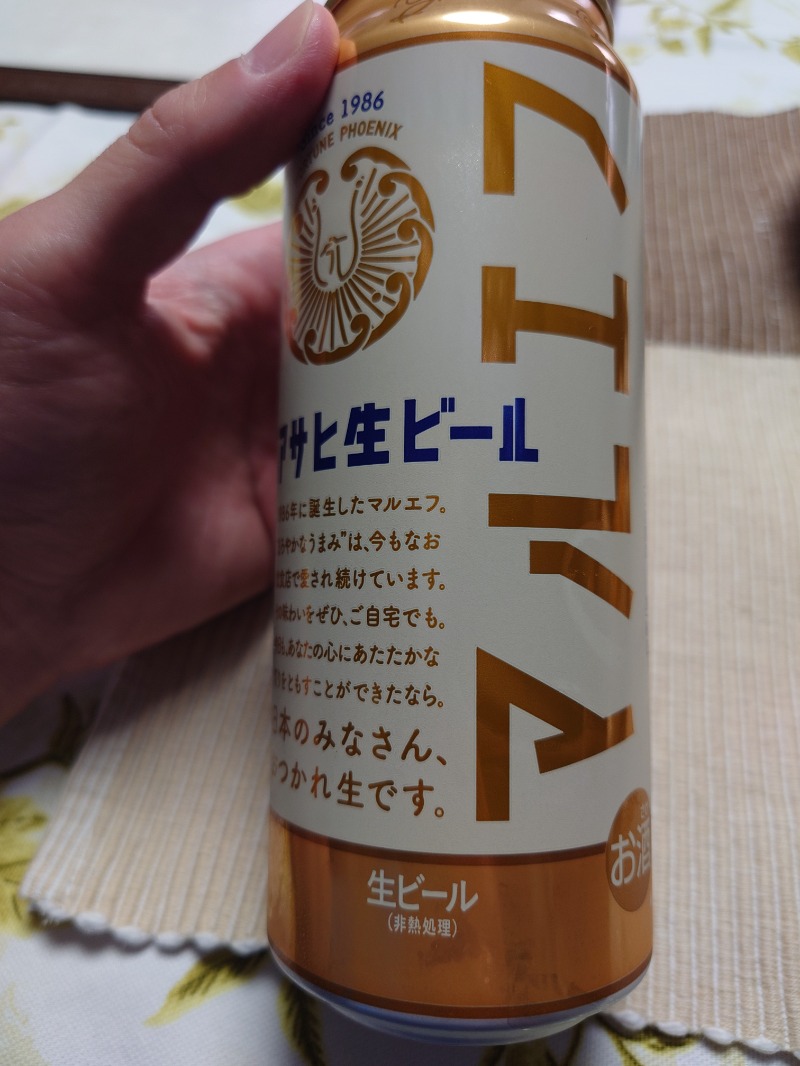 1986
PHOENIX
マルエフ
アサヒ生ビール
年に誕生したマルエフ。
やかなうまみ”は、今もなお
店で愛され続けています。
味わいをぜひ、ご自宅でも。
あなたの心にあたたかな
をともすことができたなら。
日本のみなさん、
つかれ生です。
生ビール
(非熱処理)
お酒